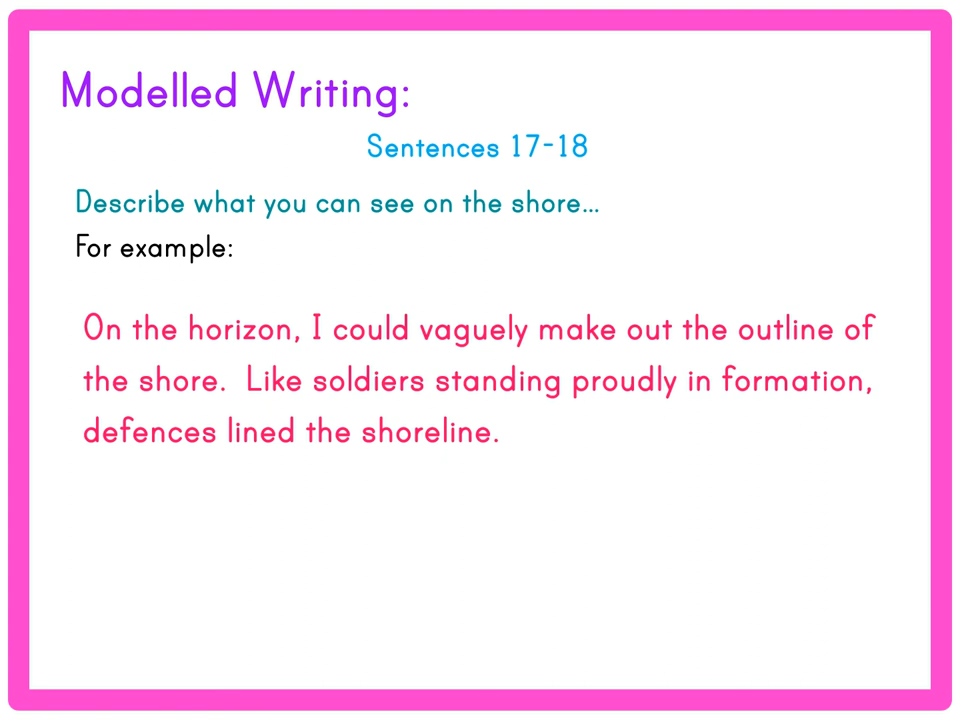 Modelled Writing:
Sentences 17-18
Describe what you can see on the shore...
For example:
On the horizon, I could vaguely make out the outline of
the shore.  Like soldiers standing proudly in formation,
defences lined the shoreline.